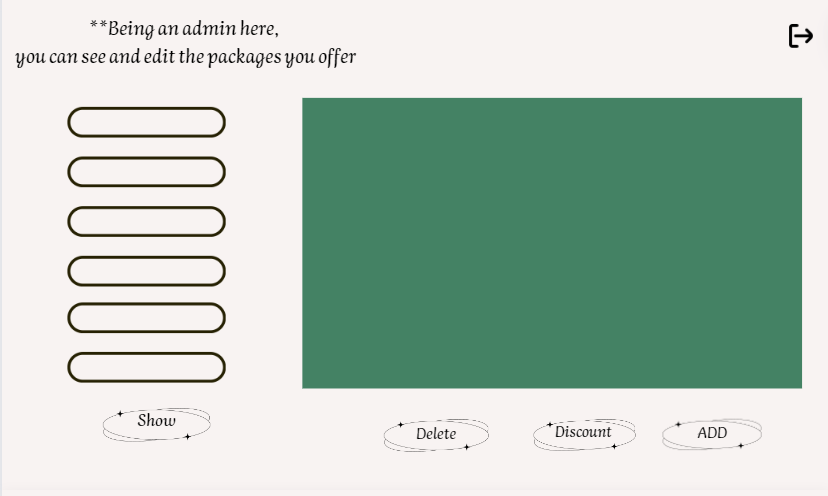 **Being an admin here,
you can see and edit the packages you offer
Show
Delete
Discount
ADD